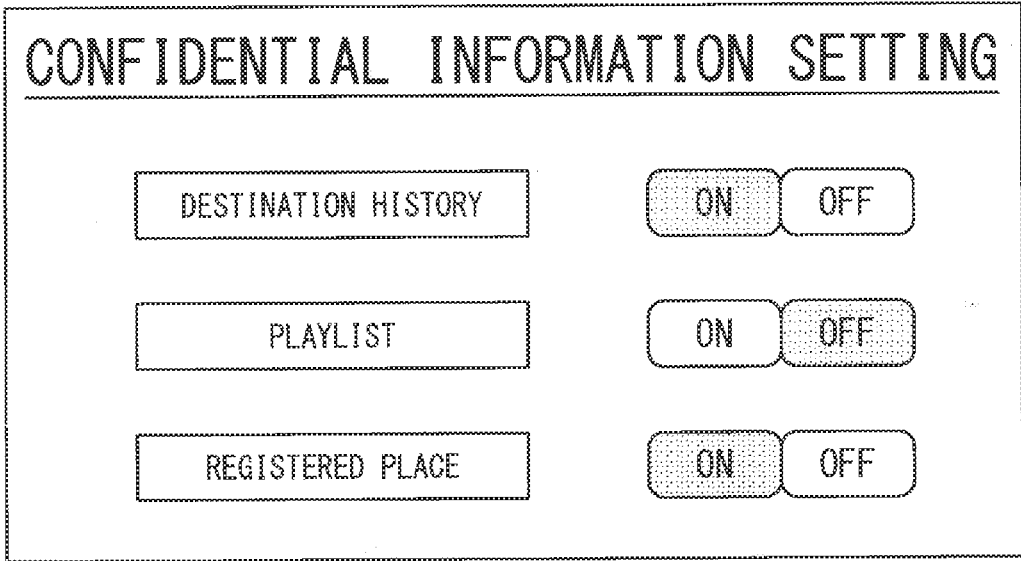 CONFIDENTIAL INFORMATION SETTING
DESTINATION HISTORY ON OFF
PLAYLIST ON OFF
REGISTERED PLACE ON OFF